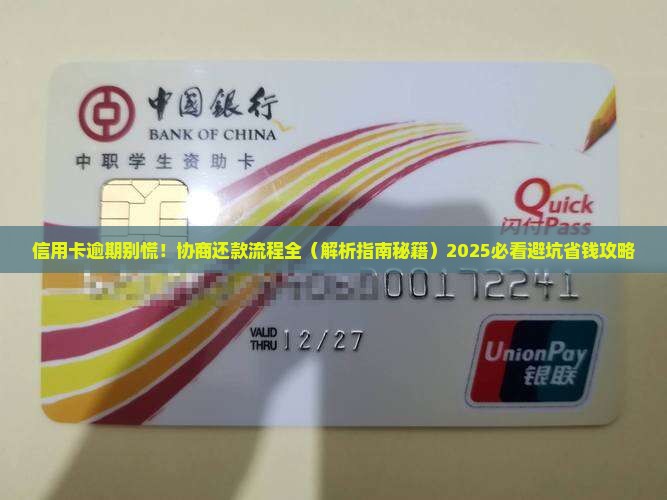 中国銀行
BANK OF CHINA
中职学生资助卡
Quick
闪付Pass
信用卡逾期别慌！协商还款流程全（解析指南秘籍）2025必看避坑省钱攻略
00172241
VALID
THRU 12/27
UnionPay
银联